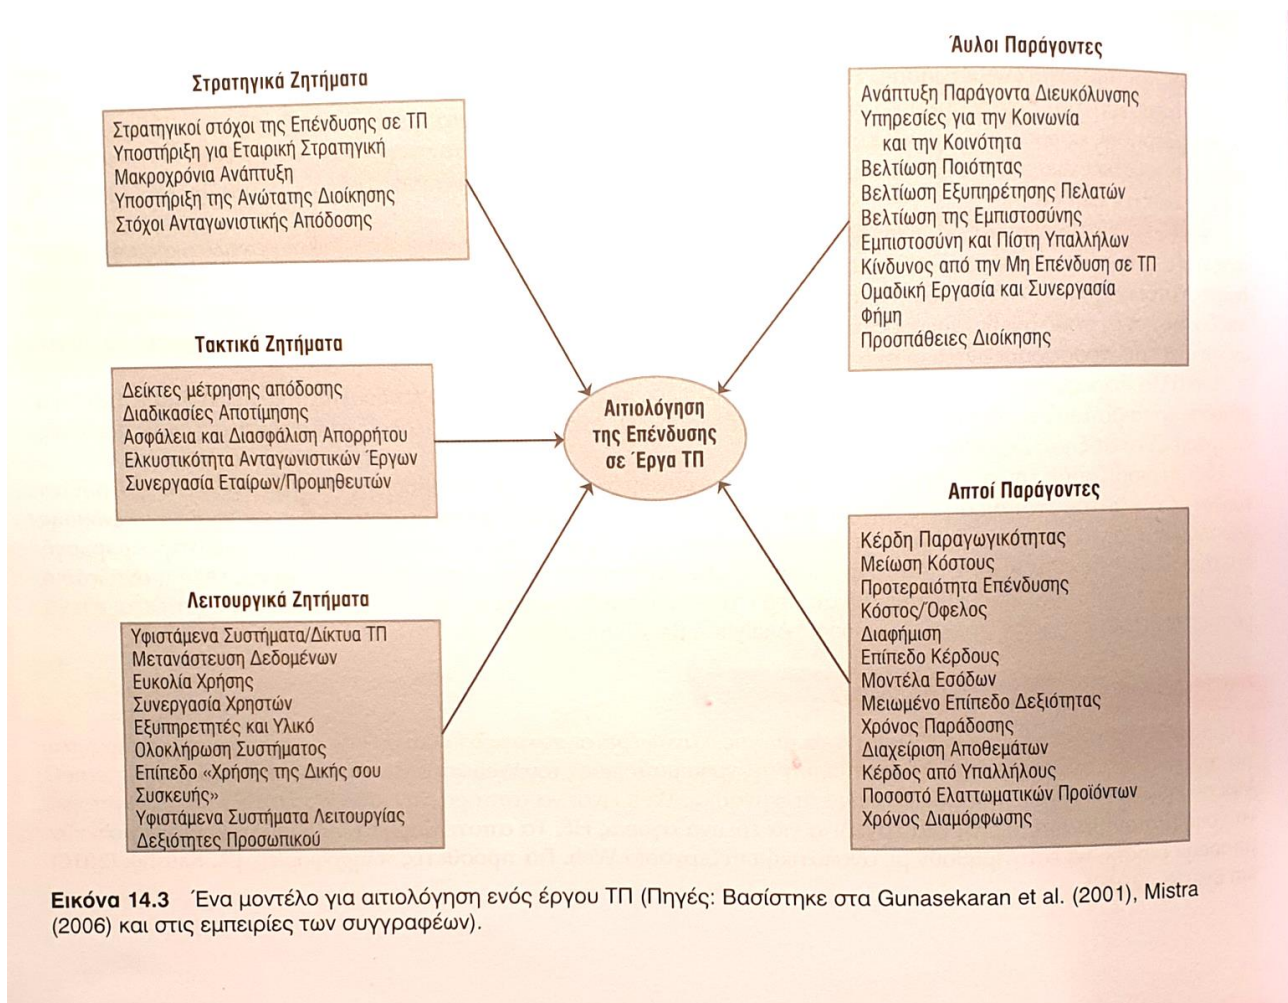 Στρατηγικά Ζητήματα
Στρατηγικοί στόχοι της Επένδυσης σε ΤΠ
Υποστήριξη για Εταιρική Στρατηγική
Μακροχρόνια Ανάπτυξη
Υποστήριξη της Ανώτατης Διοίκησης
Στόχοι Ανταγωνιστικής Απόδοσης
Τακτικά Ζητήματα
Δείκτες μέτρησης απόδοσης
Διαδικασίες Αποτίμησης
Ασφάλεια και Διασφάλιση Απορρήτου
Ελκυστικότητα Ανταγωνιστικών Έργων
Συνεργασία Εταίρων/Προμηθευτών
Λειτουργικά Ζητήματα
Υφιστάμενα Συστήματα/Δίκτυα ΤΠ
Μετανάστευση Δεδομένων
Ευκολία Χρήσης
Συνεργασία Χρηστών
Εξυπηρετητές και Υλικό
Ολοκλήρωση Συστήματος
Επίπεδο «Χρήσης της Δικής σου
Συσκευής»
Υφιστάμενα Συστήματα Λειτουργίας
Δεξιότητες Προσωπικού
Αιτιολόγηση
της Επένδυσης
σε Έργα ΤΠ
Άυλοι Παράγοντες
Ανάπτυξη Παράγοντα Διευκόλυνσης
Υπηρεσίες για την Κοινωνία
και την Κοινότητα
Βελτίωση Ποιότητας
Βελτίωση Εξυπηρέτησης Πελατών
Βελτίωση της Εμπιστοσύνης
Εμπιστοσύνη και Πίστη Υπαλλήλων
Κίνδυνος από την Μη Επένδυση σε ΤΠ
Ομαδική Εργασία και Συνεργασία
Φήμη
Προσπάθειες Διοίκησης
Απτοί Παράγοντες
Κέρδη Παραγωγικότητας
Μείωση Κόστους
Προτεραιότητα Επένδυσης
Κόστος/Όφελος
Διαφήμιση
Επίπεδο Κέρδους
Μοντέλα Εσόδων
Μειωμένο Επίπεδο Δεξιότητας
Χρόνος Παράδοσης
Διαχείριση Αποθεμάτων
Κέρδος από Υπαλλήλους
Ποσοστό Ελαττωματικών Προϊόντων
Χρόνος Διαμόρφωσης
Εικόνα 14.3 Ένα μοντέλο για αιτιολόγηση ενός έργου ΤΠ (Πηγές: Βασίστηκε στα Gunasekaran et al. (2001), Mistra
(2006) και στις εμπειρίες των συγγραφέων).